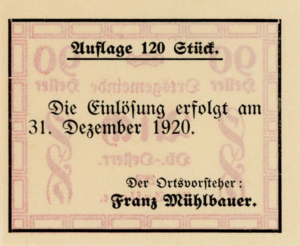 Auflage 120 Stück.
Die Einlösung erfolgt am
31. Dezember 1920.
Der Ortsvorsteher:
Franz Mühlbauer.